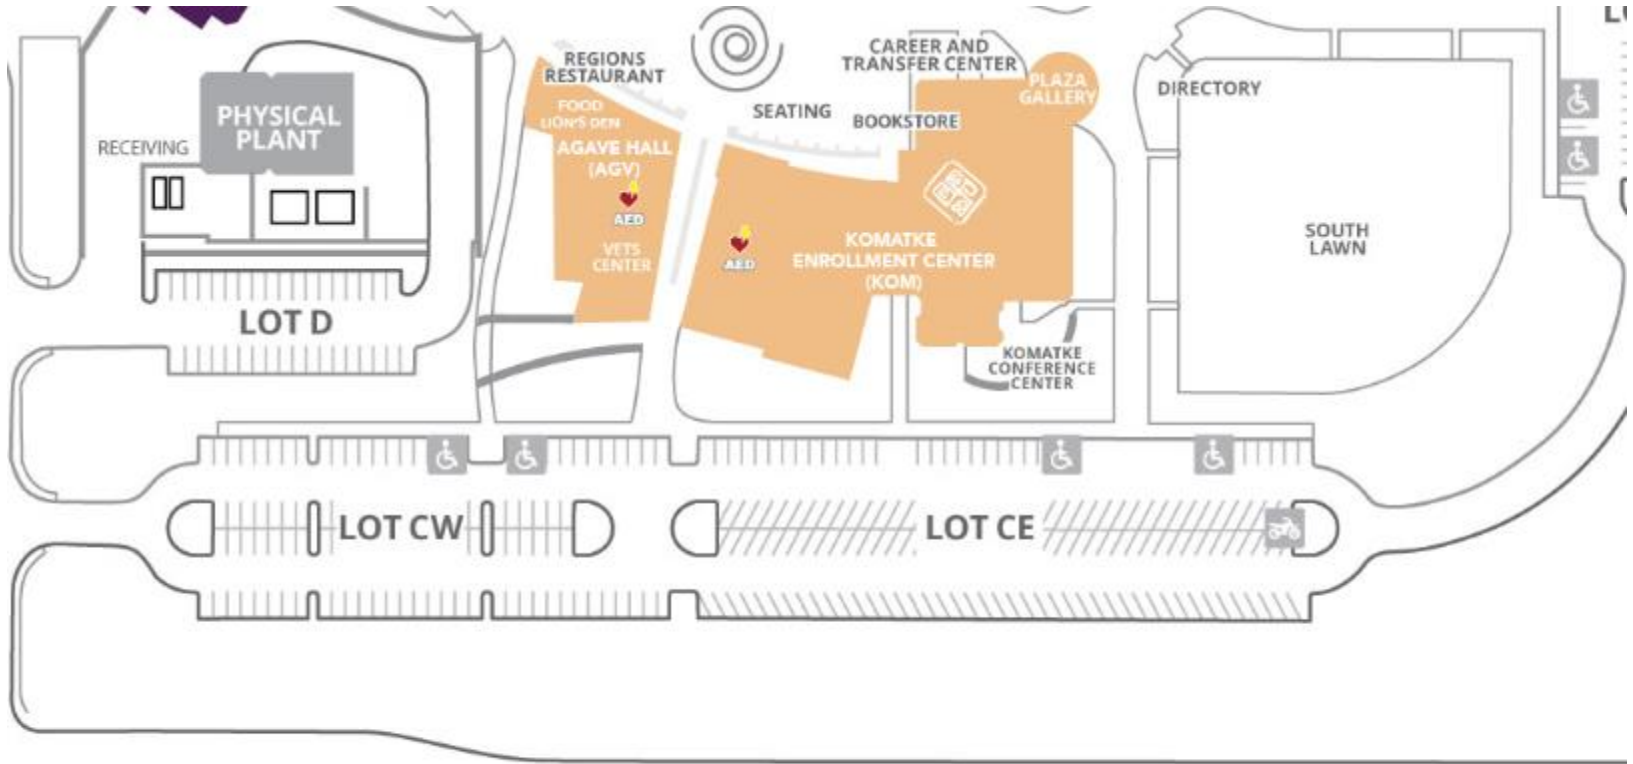 REGIONS
RESTAURANT
CAREER AND
TRANSFER CENTER
PLAZA
GALLERY
DIRECTORY
PHYSICAL
PLANT
RECEIVING
FOOD
LION'S DEN
SEATING
BOOKSTORE
AGAVE HALL
(AGV)
AED
VETS
CENTER
AED
KOMATKE
ENROLLMENT CENTER
(KOM)
SOUTH
LAWN
LOT D
KOMATKE
CONFERENCE
CENTER
LOT CW
LOT CE